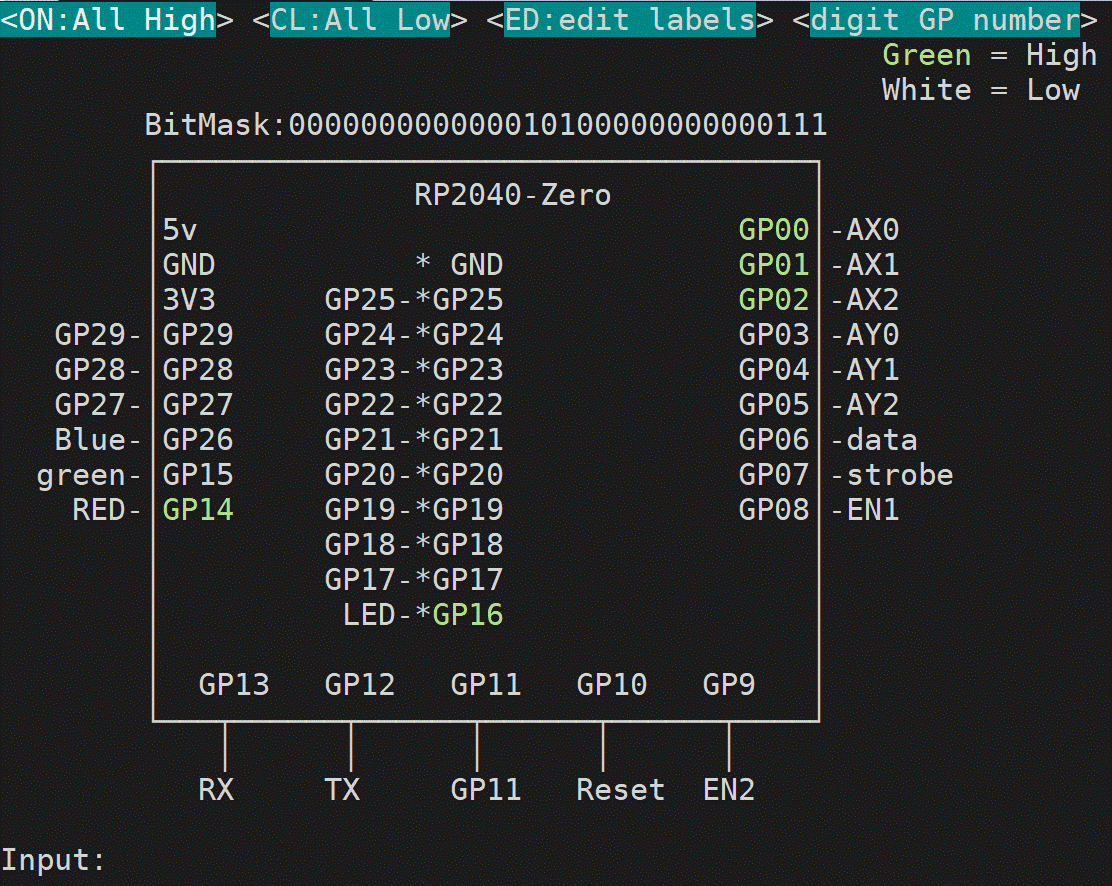 <ON:All High> <CL:All Low> <ED:edit labels> <digit GP number>
Green = High
White = Low
BitMask:000000000000010100000000000111
RP2040-Zero
5v GP00 -AX0
GND * GND GP01 -AX1
3V3 GP25-*GP25 GP02 -AX2
GP29- GP29 GP24-*GP24 GP03 -AY0
GP28- GP28 GP23-*GP23 GP04 -AY1
GP27- GP27 GP22-*GP22 GP05 -AY2
Blue- GP26 GP21-*GP21 GP06 -data
green- GP15 GP20-*GP20 GP07 -strobe
RED- GP14 GP19-*GP19 GP08 -EN1
GP18-*GP18
GP17-*GP17
LED-*GP16
GP13 GP12 GP11 GP10 GP9
RX TX GP11 Reset EN2
Input: